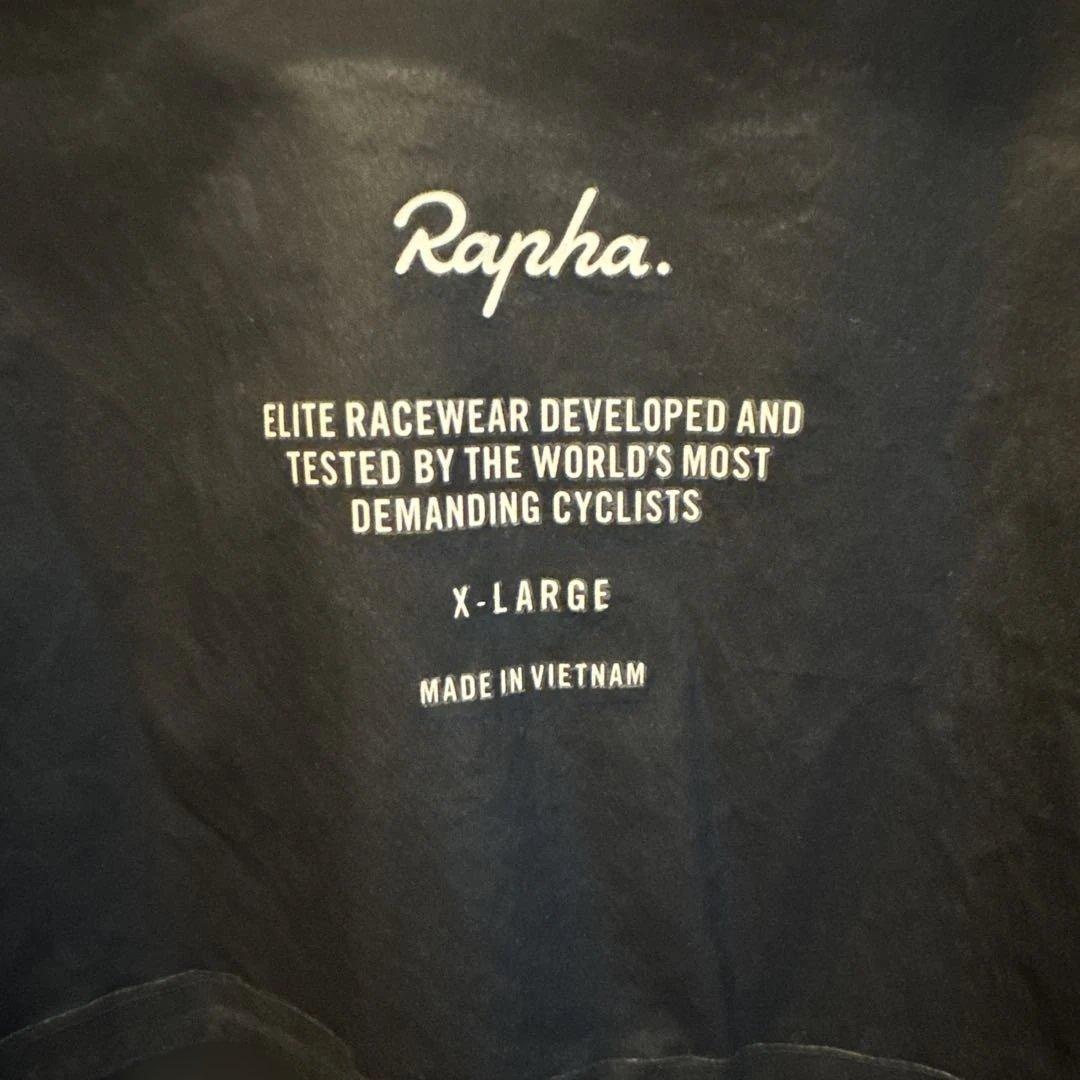 Rapha.
ELITE RACEWEAR DEVELOPED AND
TESTED BY THE WORLD'S MOST
DEMANDING CYCLISTS
X-LARGE
MADE IN VIETNAM